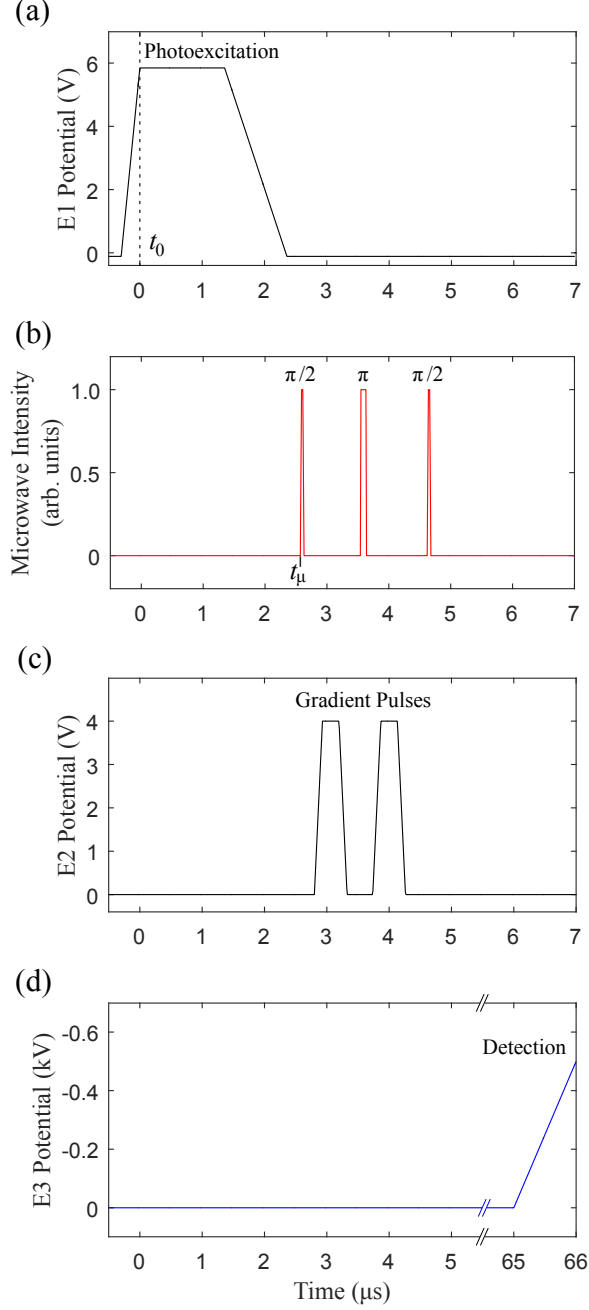 (a)
Photoexcitation
E1 Potential (V)
6
4
2
0
t0
0 1 2 3 4 5 6 7
(b)
π/2 π π/2
Microwave Intensity
(arb. units)
1.0
0.5
0
tμ
0 1 2 3 4 5 6 7
(c)
Gradient Pulses
E2 Potential (V)
4
3
2
1
0
0 1 2 3 4 5 6 7
(d)
Detection
E3 Potential (kV)
-0.6
-0.4
-0.2
0
0 1 2 3 4 5 65 66
Time (μs)